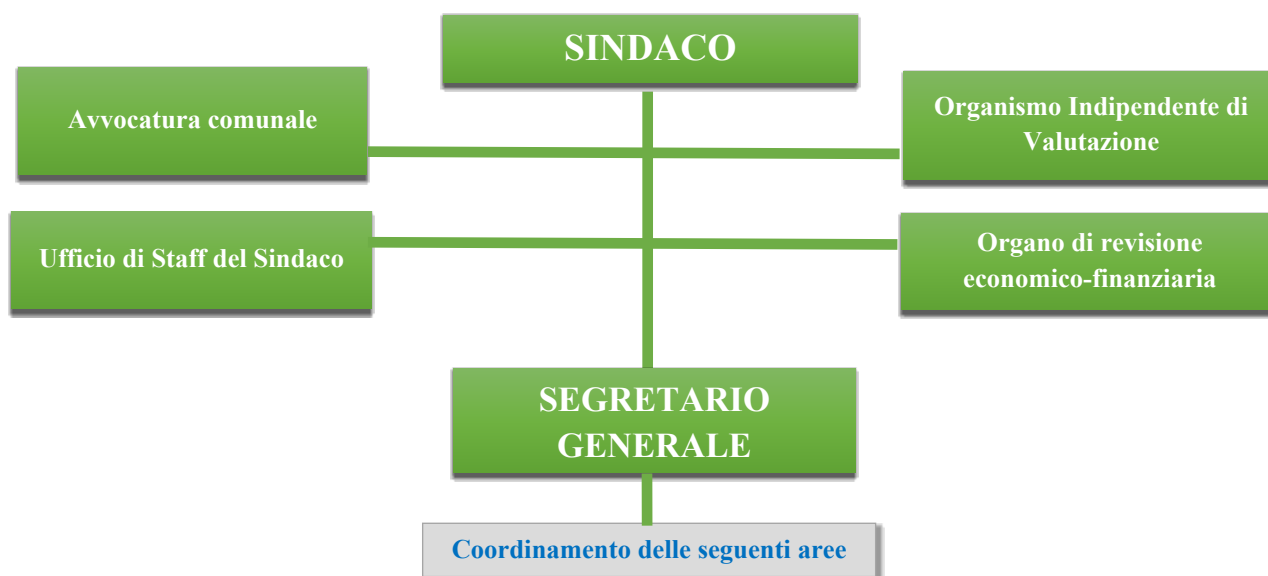 SINDACO
Avvocatura comunale
Organismo Indipendente di
Valutazione
Ufficio di Staff del Sindaco
Organo di revisione
economico-finanziaria
SEGRETARIO
GENERALE
Coordinamento delle seguenti aree